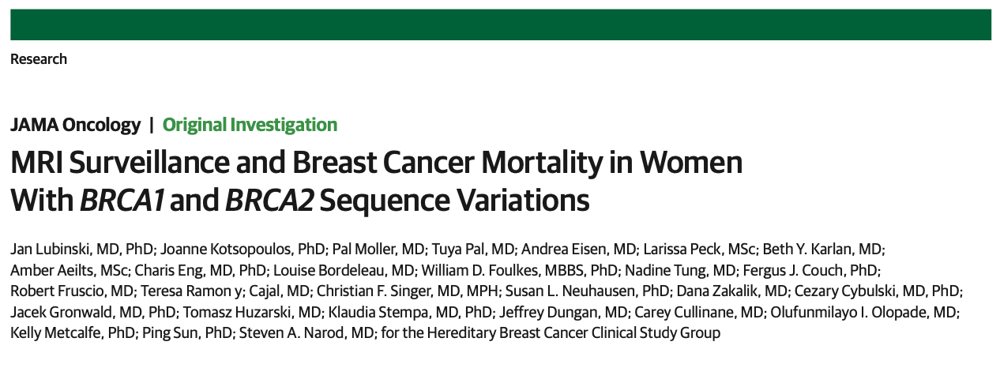 Research
JAMA Oncology | Original Investigation
MRI Surveillance and Breast Cancer Mortality in Women
With BRCA1 and BRCA2 Sequence Variations
Jan Lubinski, MD, PhD; Joanne Kotsopoulos, PhD; Pal Moller, MD; Tuya Pal, MD; Andrea Eisen, MD; Larissa Peck, MSc; Beth Y. Karlan, MD;
Amber Aeilts, MSc; Charis Eng, MD, PhD; Louise Bordeleau, MD; William D. Foulkes, MBBS, PhD; Nadine Tung, MD; Fergus J. Couch, PhD;
Robert Fruscio, MD; Teresa Ramon y; Cajal, MD; Christian F. Singer, MD, MPH; Susan L. Neuhausen, PhD; Dana Zakalik, MD; Cezary Cybulski, MD, PhD;
Jacek Gronwald, MD, PhD; Tomasz Huzarski, MD; Klaudia Stempa, MD, PhD; Jeffrey Dungan, MD; Carey Cullinane, MD; Olufunmilayo I. Olopade, MD;
Kelly Metcalfe, PhD; Ping Sun, PhD; Steven A. Narod, MD; for the Hereditary Breast Cancer Clinical Study Group